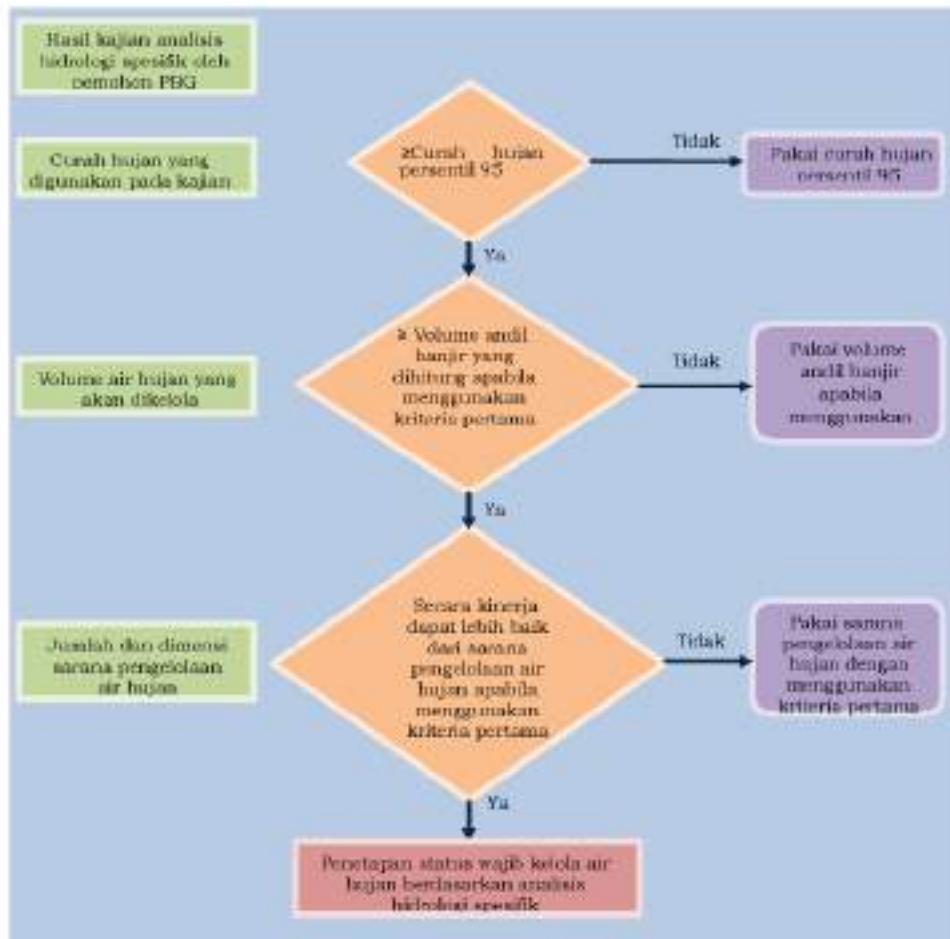 Hasil kajian analisis
hidrologi spesifik oleh
pemohon PBG
Curah hujan yang
digunakan pada kajian
≥Curah hujan
persentil 95
Tidak
Pakai curah hujan
persentil 95
Ya
Volume air hujan yang
akan dikelola
≥ Volume andil
banjir yang
dihitung apabila
menggunakan
kriteria pertama
Tidak
Pakai volume
andil banjir
apabila
menggunakan
Ya
Jumlah dan dimensi
sarana pengelolaan
air hujan
Secara kinerja
dapat lebih baik
dari sarana
pengelolaan air
hujan apabila
menggunakan
kriteria pertama
Tidak
Pakai sarana
pengelolaan air
hujan dengan
menggunakan
kriteria pertama
Ya
Penetapan status wajib kelola air
hujan berdasarkan analisis
hidrologi spesifik